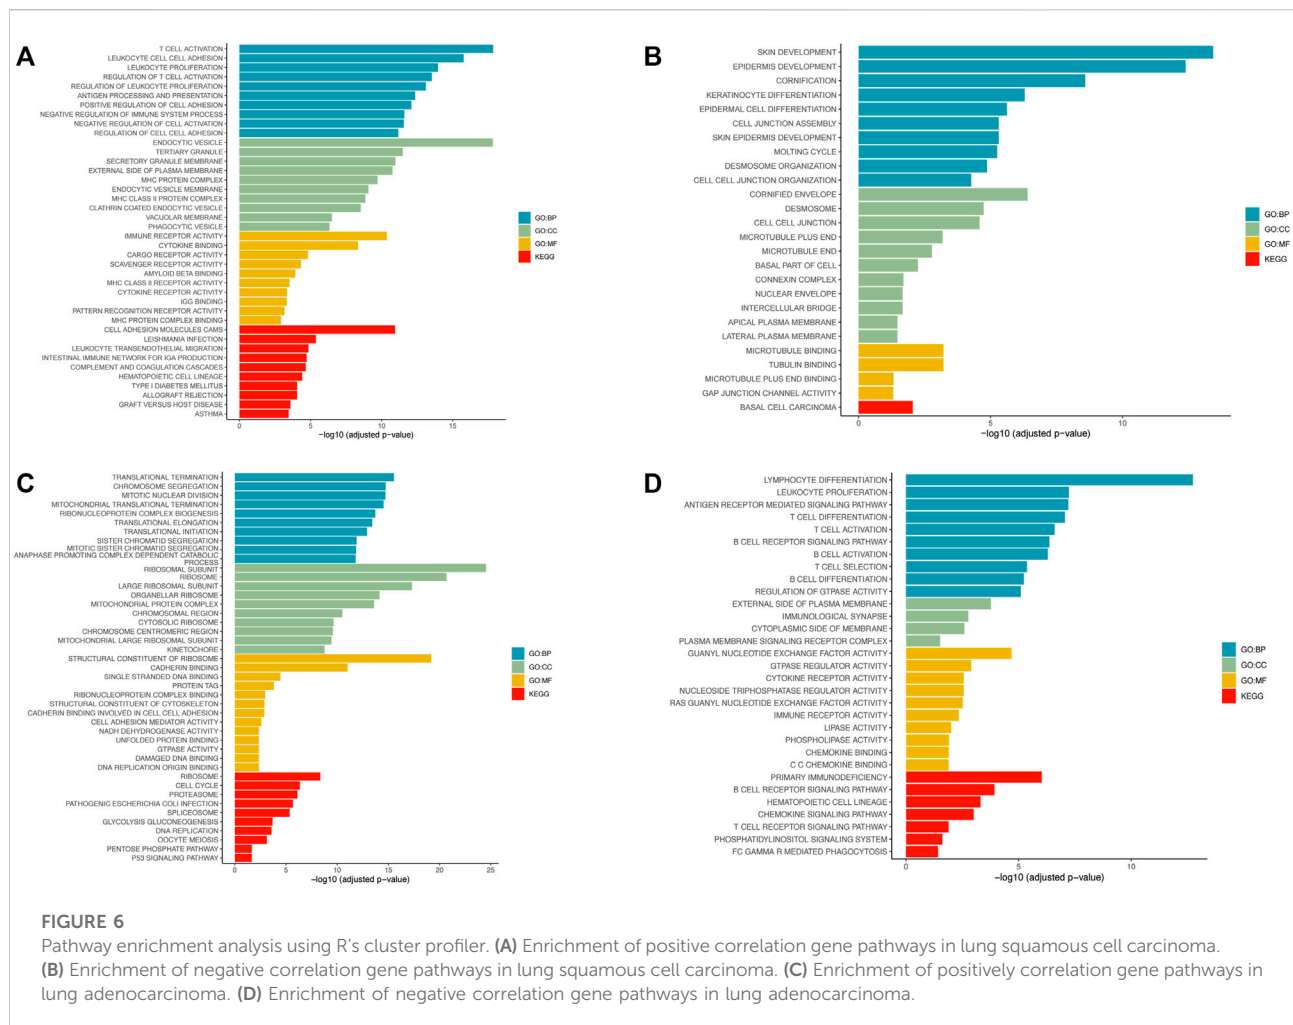 A
T CELL ACTIVATION
LEUKOCYTE CELL CELL ADHESION
LEUKOCYTE PROLIFERATION
REGULATION OF T CELL ACTIVATION
REGULATION OF LEUKOCYTE PROLIFERATION
ANTIGEN PROCESSING AND PRESENTATION
POSITIVE REGULATION OF CELL ADHESION
NEGATIVE REGULATION OF IMMUNE SYSTEM PROCESS
NEGATIVE REGULATION OF CELL ACTIVATION
REGULATION OF CELL CELL ADHESION
ENDOCYTIC VESICLE
TERTIARY GRANULE
SECRETORY GRANULE MEMBRANE
EXTERNAL SIDE OF PLASMA MEMBRANE
MHC PROTEIN COMPLEX
ENDOCYTIC VESICLE MEMBRANE
MHC CLASS II PROTEIN COMPLEX
CLATHRIN COATED ENDOCYTIC VESICLE
VACUOLAR MEMBRANE
PHAGOCYTIC VESICLE
IMMUNE RECEPTOR ACTIVITY
CYTOKINE BINDING
CARGO RECEPTOR ACTIVITY
SCAVENGER RECEPTOR ACTIVITY
AMYLOID BETA BINDING
MHC CLASS II RECEPTOR ACTIVITY
CYTOKINE RECEPTOR ACTIVITY
IGG BINDING
PATTERN RECOGNITION RECEPTOR ACTIVITY
MHC PROTEIN COMPLEX BINDING
CELL ADHESION MOLECULES CAMS
LEISHMANIA INFECTION
LEUKOCYTE TRANSENDOTHELIAL MIGRATION
INTESTINAL IMMUNE NETWORK FOR IGA PRODUCTION
COMPLEMENT AND COAGULATION CASCADES
HEMATOPOIETIC CELL LINEAGE
TYPE I DIABETES MELLITUS
ALLOGRAFT REJECTION
GRAFT VERSUS HOST DISEASE
ASTHMA
0 5 10 15
−log10 (adjusted p−value)
GO:BP
GO:CC
GO:MF
KEGG
B
SKIN DEVELOPMENT
EPIDERMIS DEVELOPMENT
CORNIFICATION
KERATINOCYTE DIFFERENTIATION
EPIDERMAL CELL DIFFERENTIATION
CELL JUNCTION ASSEMBLY
SKIN EPIDERMIS DEVELOPMENT
MOLTING CYCLE
DESMOSOME ORGANIZATION
CELL CELL JUNCTION ORGANIZATION
CORNIFIED ENVELOPE
DESMOSOME
CELL CELL JUNCTION
MICROTUBULE PLUS END
MICROTUBULE END
BASAL PART OF CELL
CONNEXIN COMPLEX
NUCLEAR ENVELOPE
INTERCELLULAR BRIDGE
APICAL PLASMA MEMBRANE
LATERAL PLASMA MEMBRANE
MICROTUBULE BINDING
TUBULIN BINDING
MICROTUBULE PLUS END BINDING
GAP JUNCTION CHANNEL ACTIVITY
BASAL CELL CARCINOMA
0 5 10
−log10 (adjusted p−value)
GO:BP
GO:CC
GO:MF
KEGG
C
TRANSLATIONAL TERMINATION
CHROMOSOME SEGREGATION
MITOTIC NUCLEAR DIVISION
MITOCHONDRIAL TRANSLATIONAL TERMINATION
RIBONUCLEOPROTEIN COMPLEX BIOGENESIS
TRANSLATIONAL ELONGATION
TRANSLATIONAL INITIATION
SISTER CHROMATID SEGREGATION
MITOTIC SISTER CHROMATID SEGREGATION
ANAPHASE PROMOTING COMPLEX DEPENDENT CATABOLIC
PROCESS
RIBOSOMAL SUBUNIT
RIBOSOME
LARGE RIBOSOMAL SUBUNIT
ORGANELLAR RIBOSOME
MITOCHONDRIAL PROTEIN COMPLEX
CHROMOSOMAL REGION
CYTOSOLIC RIBOSOME
CHROMOSOME CENTROMERIC REGION
MITOCHONDRIAL LARGE RIBOSOMAL SUBUNIT
KINETOCHORE
STRUCTURAL CONSTITUENT OF RIBOSOME
CADHERIN BINDING
SINGLE STRANDED DNA BINDING
PROTEIN TAG
RIBONUCLEOPROTEIN COMPLEX BINDING
STRUCTURAL CONSTITUENT OF CYTOSKELETON
CADHERIN BINDING INVOLVED IN CELL CELL ADHESION
CELL ADHESION MEDIATOR ACTIVITY
NADH DEHYDROGENASE ACTIVITY
UNFOLDED PROTEIN BINDING
GTPASE ACTIVITY
DAMAGED DNA BINDING
DNA REPLICATION ORIGIN BINDING
RIBOSOME
CELL CYCLE
PROTEASOME
PATHOGENIC ESCHERICHIA COLI INFECTION
SPLICEOSOME
GLYCOLYSIS GLUCONEOGENESIS
DNA REPLICATION
OOCYTE MEIOSIS
PENTOSE PHOSPHATE PATHWAY
P53 SIGNALING PATHWAY
0 5 10 15 20 25
−log10 (adjusted p−value)
GO:BP
GO:CC
GO:MF
KEGG
D
LYMPHOCYTE DIFFERENTIATION
LEUKOCYTE PROLIFERATION
ANTIGEN RECEPTOR MEDIATED SIGNALING PATHWAY
T CELL DIFFERENTIATION
T CELL ACTIVATION
B CELL RECEPTOR SIGNALING PATHWAY
B CELL ACTIVATION
T CELL SELECTION
B CELL DIFFERENTIATION
REGULATION OF GTPASE ACTIVITY
EXTERNAL SIDE OF PLASMA MEMBRANE
IMMUNOLOGICAL SYNAPSE
CYTOPLASMIC SIDE OF MEMBRANE
PLASMA MEMBRANE SIGNALING RECEPTOR COMPLEX
GUANYL NUCLEOTIDE EXCHANGE FACTOR ACTIVITY
GTPASE REGULATOR ACTIVITY
CYTOKINE RECEPTOR ACTIVITY
NUCLEOSIDE TRIPHOSPHATASE REGULATOR ACTIVITY
RAS GUANYL NUCLEOTIDE EXCHANGE FACTOR ACTIVITY
IMMUNE RECEPTOR ACTIVITY
LIPASE ACTIVITY
PHOSPHOLIPASE ACTIVITY
CHEMOKINE BINDING
C C CHEMOKINE BINDING
PRIMARY IMMUNODEFICIENCY
B CELL RECEPTOR SIGNALING PATHWAY
HEMATOPOIETIC CELL LINEAGE
CHEMOKINE SIGNALING PATHWAY
T CELL RECEPTOR SIGNALING PATHWAY
PHOSPHATIDYLINOSITOL SIGNALING SYSTEM
FC GAMMA R MEDIATED PHAGOCYTOSIS
0 5 10
−log10 (adjusted p−value)
GO:BP
GO:CC
GO:MF
KEGG
FIGURE 6
Pathway enrichment analysis using R's cluster profiler. (A) Enrichment of positive correlation gene pathways in lung squamous cell carcinoma.
(B) Enrichment of negative correlation gene pathways in lung squamous cell carcinoma. (C) Enrichment of positively correlation gene pathways in
lung adenocarcinoma. (D) Enrichment of negative correlation gene pathways in lung adenocarcinoma.